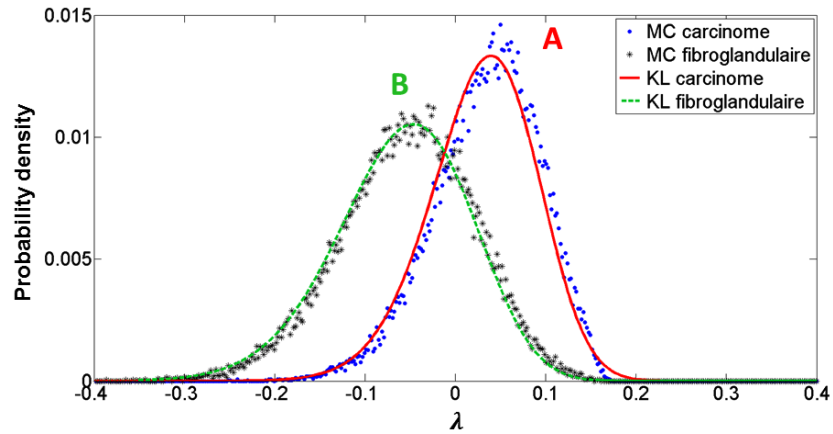 0.015
0.01
0.005
0
Probability density
-0.4
-0.3
-0.2
-0.1
0
0.1
0.2
0.3
0.4
λ
A
B
MC carcinome
MC fibroglandulaire
KL carcinome
KL fibroglandulaire